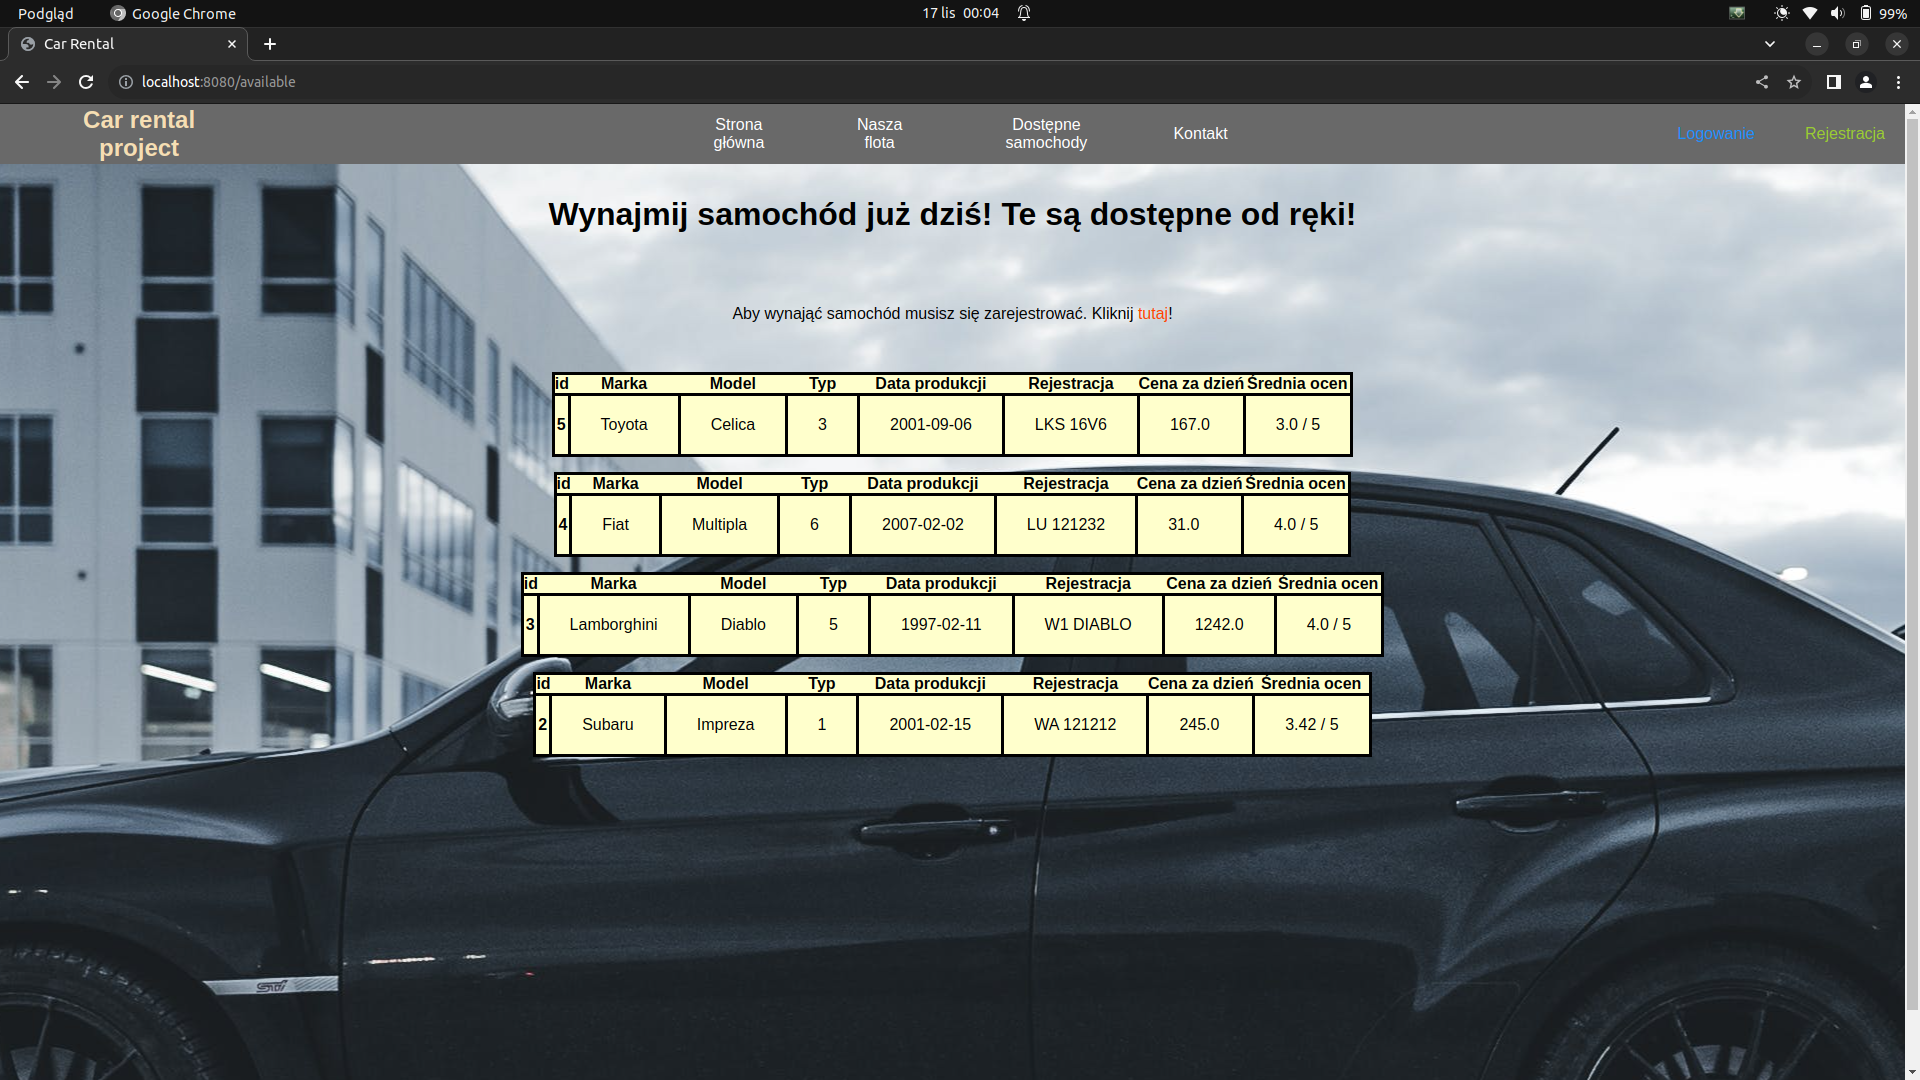 Podgląd Google Chrome 17 lis 00:04 99%
Car Rental
localhost:8080/available
Car rental project
Strona główna
Nasza flota
Dostępne samochody
Kontakt
Logowanie
Rejestracja
Wynajmij samochód już dziś! Te są dostępne od ręki!
Aby wynająć samochód musisz się zarejestrować. Kliknij tutaj!
id Marka Model Typ Data produkcji Rejestracja Cena za dzień Średnia ocen
5 Toyota Celica 3 2001-09-06 LKS 16V6 167.0 3.0 / 5
id Marka Model Typ Data produkcji Rejestracja Cena za dzień Średnia ocen
4 Fiat Multipla 6 2007-02-02 LU 121232 31.0 4.0 / 5
id Marka Model Typ Data produkcji Rejestracja Cena za dzień Średnia ocen
3 Lamborghini Diablo 5 1997-02-11 W1 DIABLO 1242.0 4.0 / 5
id Marka Model Typ Data produkcji Rejestracja Cena za dzień Średnia ocen
2 Subaru Impreza 1 2001-02-15 WA 121212 245.0 3.42 / 5
STI